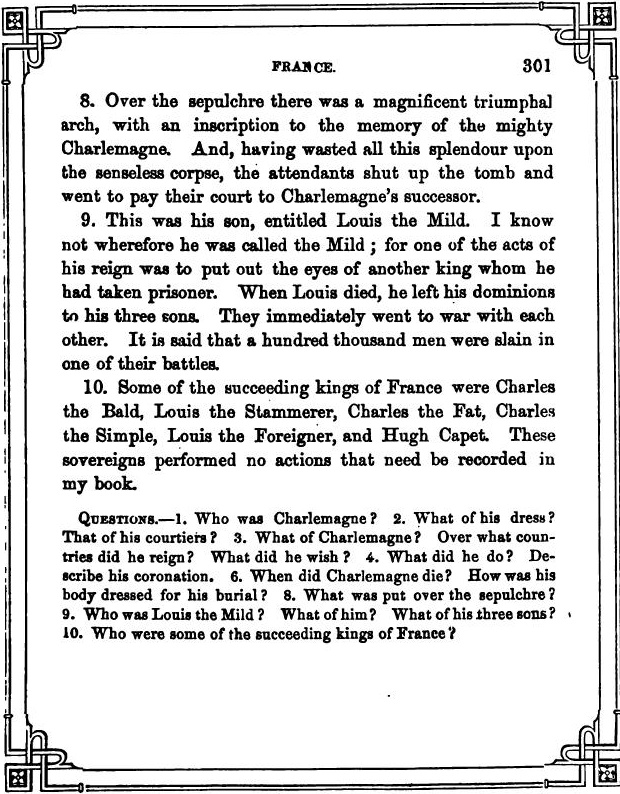 FRANCE. 301
8. Over the sepulchre there was a magnificent triumphal
arch, with an inscription to the memory of the mighty
Charlemagne. And, having wasted all this splendour upon
the senseless corpse, the attendants shut up the tomb and
went to pay their court to Charlemagne's successor.
9. This was his son, entitled Louis the Mild. I know
not wherefore he was called the Mild ; for one of the acts of
his reign was to put out the eyes of another king whom he
had taken prisoner. When Louis died, he left his dominions
to his three sons. They immediately went to war with each
other. It is said that a hundred thousand men were slain in
one of their battles.
10. Some of the succeeding kings of France were Charles
the Bald, Louis the Stammerer, Charles the Fat, Charles
the Simple, Louis the Foreigner, and Hugh Capet. These
sovereigns performed no actions that need be recorded in
my book.
QUESTIONS.—1. Who was Charlemagne? 2. What of his dress?
That of his courtiers? 3. What of Charlemagne? Over what coun-
tries did he reign? What did he wish? 4. What did he do? De-
scribe his coronation. 6. When did Charlemagne die? How was his
body dressed for his burial? 8. What was put over the sepulchre?
9. Who was Louis the Mild? What of him? What of his three sons?
10. Who were some of the succeeding kings of France?